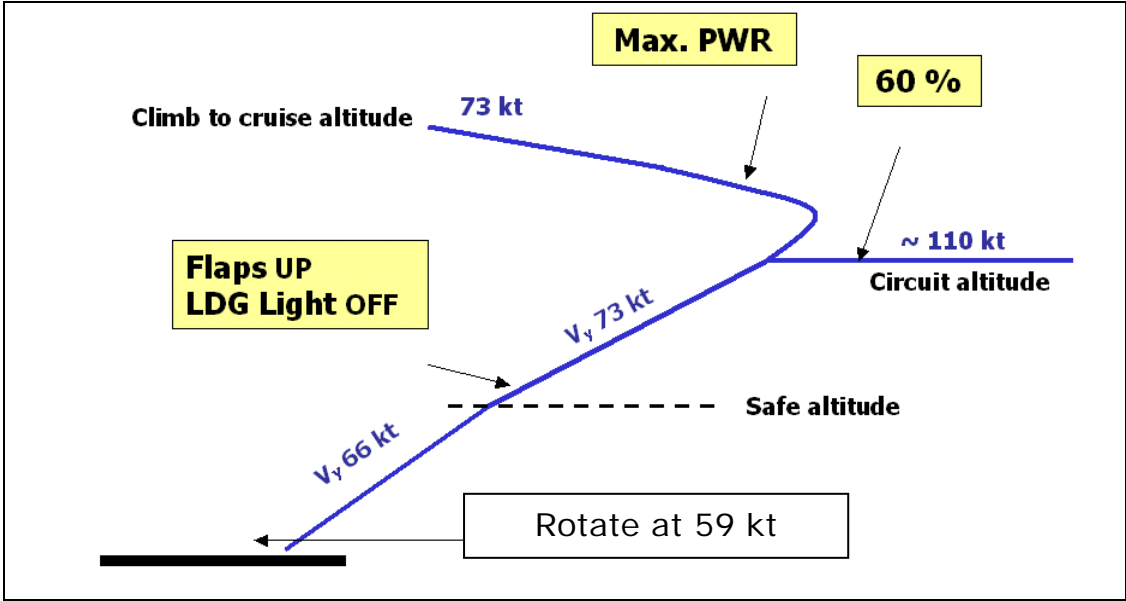 Max. PWR
60 %
Climb to cruise altitude
73 kt
~ 110 kt
Circuit altitude
Flaps UP
LDG Light OFF
Vy 73 kt
Safe altitude
Vy 66 kt
Rotate at 59 kt